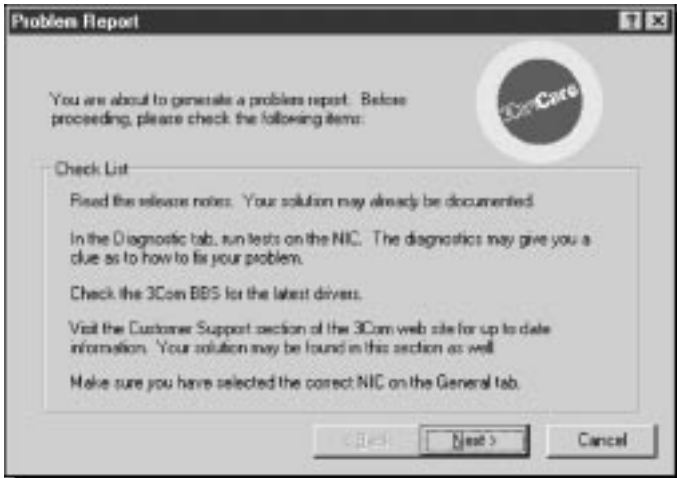 Problem Report
3ComCare
You are about to generate a problem report. Before
proceeding, please check the following items:
Check List
Read the release notes. Your solution may already be documented.
In the Diagnostic tab, run tests on the NIC. The diagnostics may give you a
clue as to how to fix your problem.
Check the 3Com BBS for the latest drivers.
Visit the Customer Support section of the 3Com web site for up to date
information. Your solution may be found in this section as well.
Make sure you have selected the correct NIC on the General tab.
< Back
Next >
Cancel